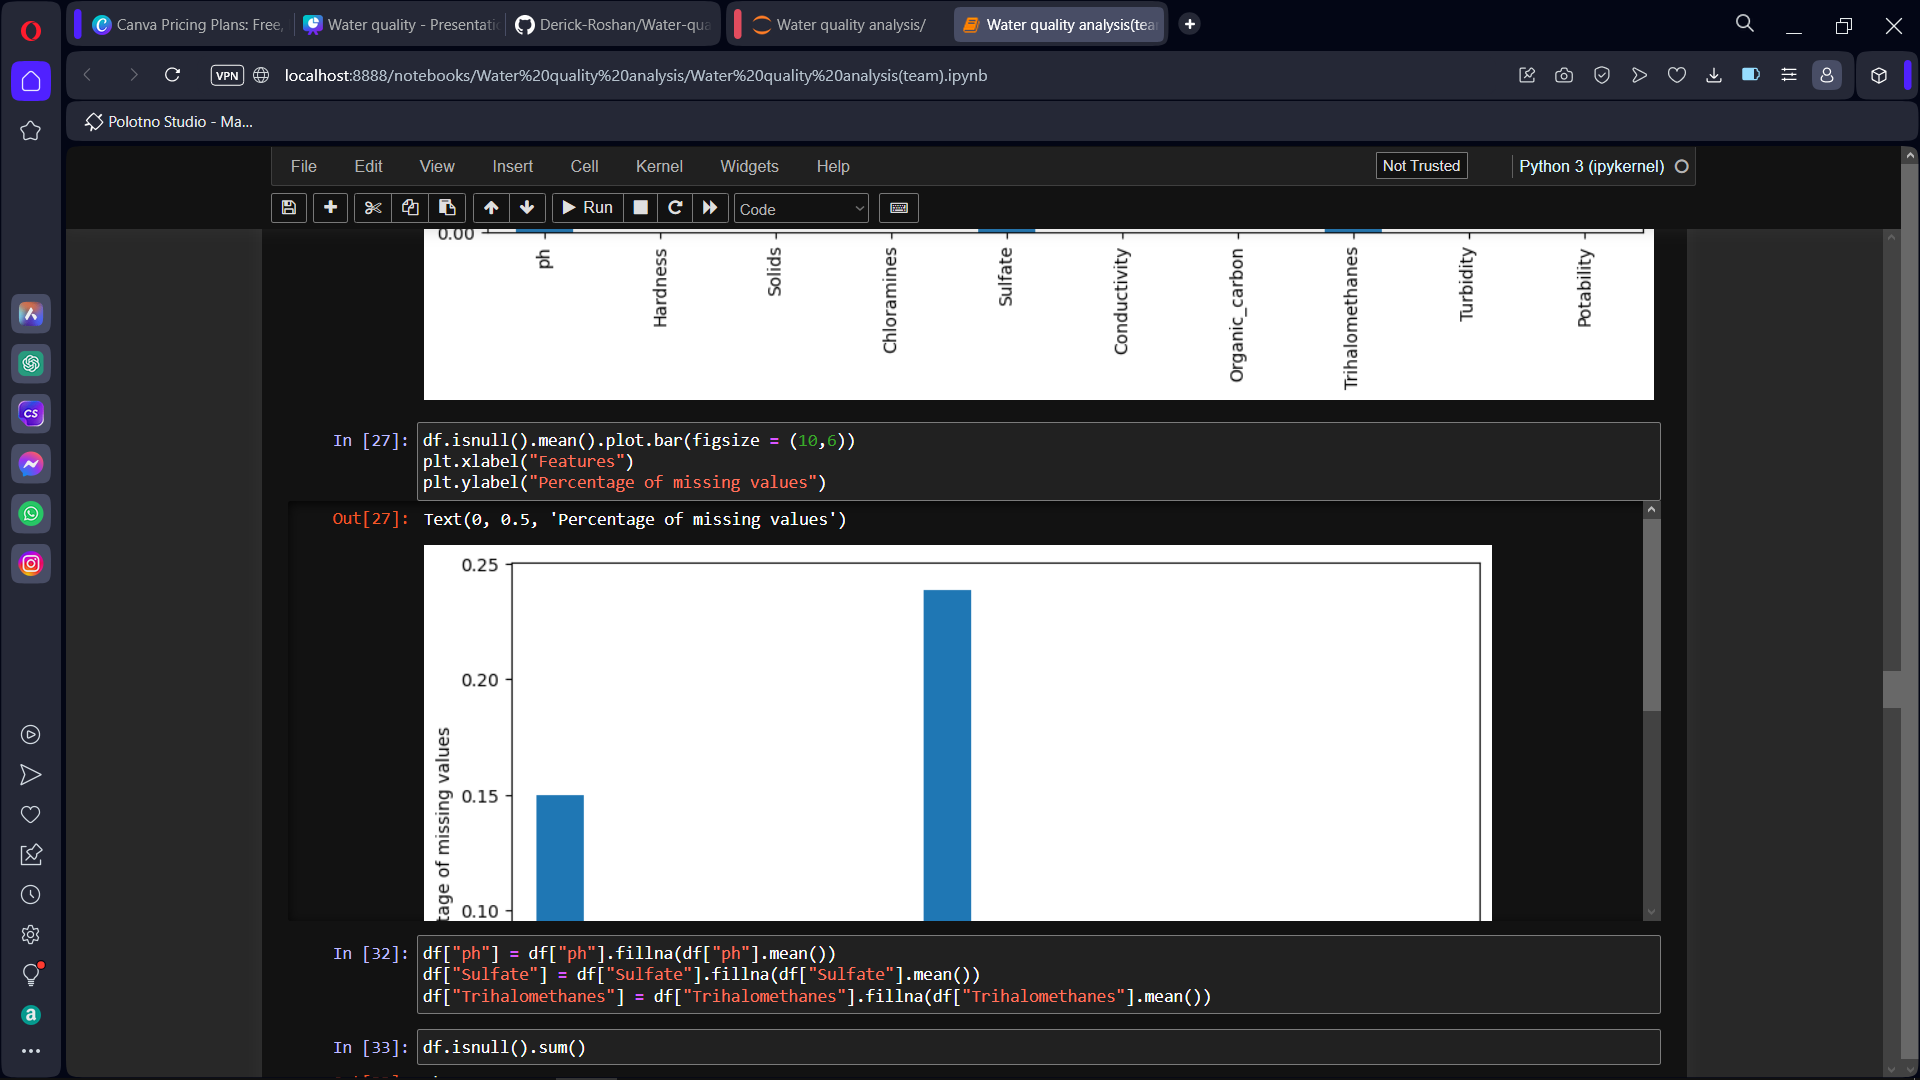 Canva Pricing Plans: Free,
Water quality - Presentatio
Derick-Roshan/Water-qua
Water quality analysis/
Water quality analysis(tea
VPN
localhost:8888/notebooks/Water%20quality%20analysis/Water%20quality%20analysis(team).ipynb
Polotno Studio - Ma...
File Edit View Insert Cell Kernel Widgets Help
Not Trusted
Python 3 (ipykernel)
Run
Code
0.00
ph
Hardness
Solids
Chloramines
Sulfate
Conductivity
Organic_carbon
Trihalomethanes
Turbidity
Potability
In [27]: df.isnull().mean().plot.bar(figsize = (10,6))
plt.xlabel("Features")
plt.ylabel("Percentage of missing values")
Out[27]: Text(0, 0.5, 'Percentage of missing values')
0.25
0.20
0.15
0.10
tage of missing values
In [32]: df["ph"] = df["ph"].fillna(df["ph"].mean())
df["Sulfate"] = df["Sulfate"].fillna(df["Sulfate"].mean())
df["Trihalomethanes"] = df["Trihalomethanes"].fillna(df["Trihalomethanes"].mean())
In [33]: df.isnull().sum()
CS
a